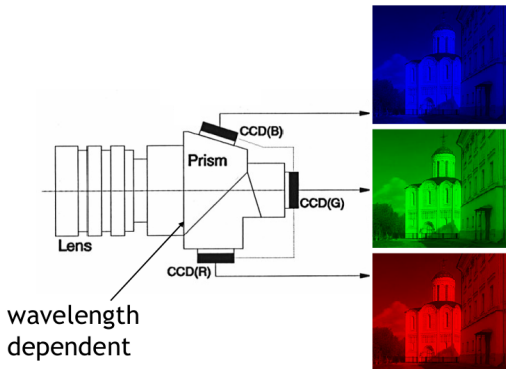 CCD(B)
Prism
CCD(G)
Lens
CCD(R)
wavelength
dependent